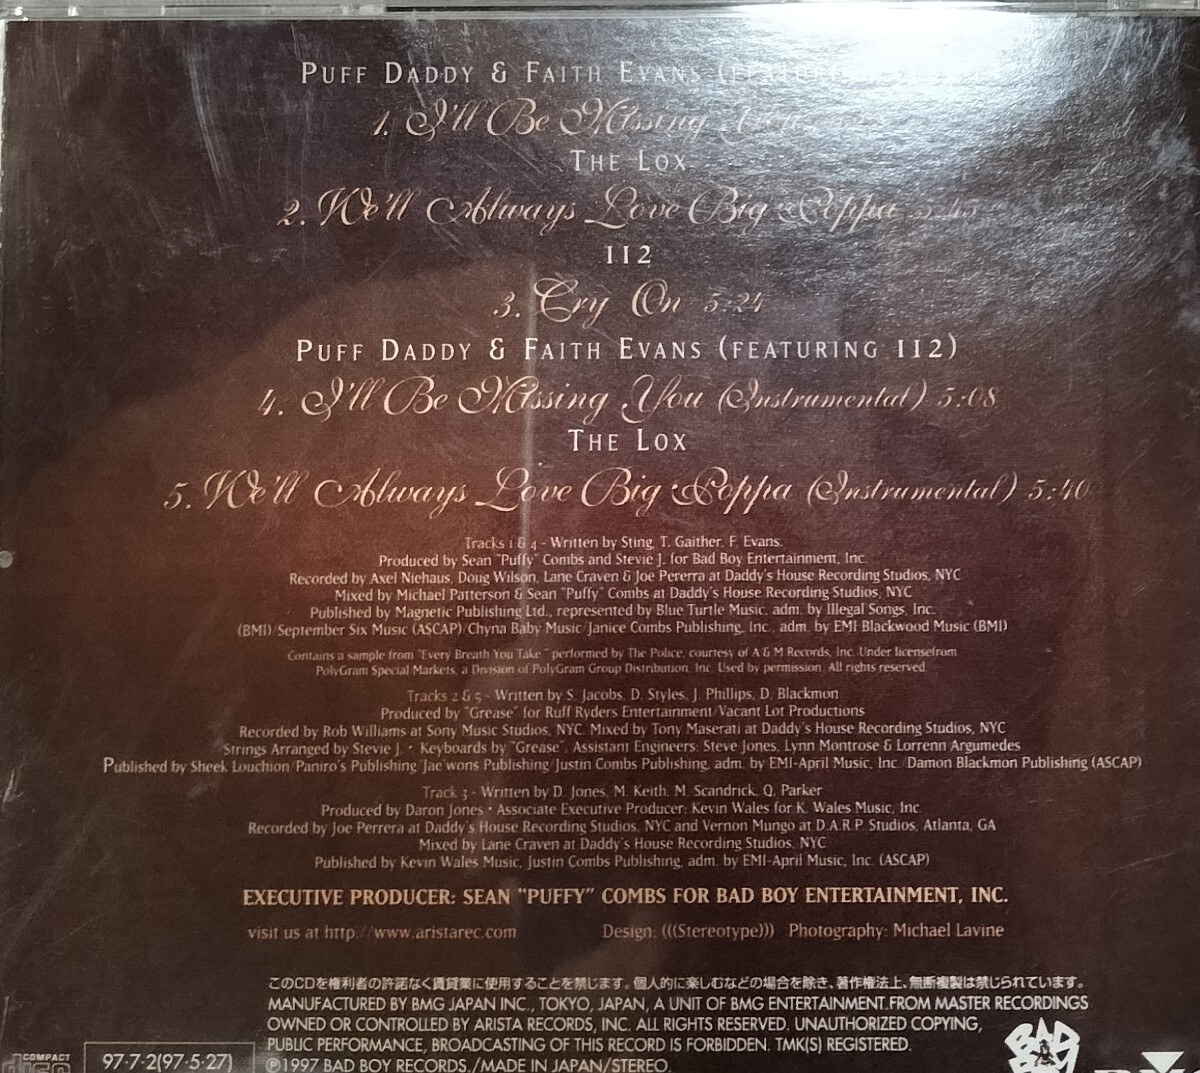 PUFF DADDY & FAITH EVANS (FEATURING
1. I'll Be Missing You
THE LOX
2. We'll Always Love Big Poppa 5:45
112
3. Cry On 5:24
PUFF DADDY & FAITH EVANS (FEATURING 112)
4. I'll Be Missing You (Instrumental) 5:08
THE LOX
5. We'll Always Love Big Poppa (Instrumental) 5:40
Tracks 1 & 4 - Written by Sting, T. Gaither, F. Evans.
Produced by Sean "Puffy" Combs and Stevie J. for Bad Boy Entertainment, Inc.
Recorded by Axel Niehaus, Doug Wilson, Lane Craven & Joe Pererra at Daddy's House Recording Studios, NYC
Mixed by Michael Patterson & Sean "Puffy" Combs at Daddy's House Recording Studios, NYC
Published by Magnetic Publishing Ltd., represented by Blue Turtle Music, adm. by Illegal Songs, Inc.
(BMI)/September Six Music (ASCAP)/Chyna Baby Music/Janice Combs Publishing, Inc., adm. by EMI Blackwood Music (BMI)
Contains a sample from "Every Breath You Take" performed by The Police, courtesy of A & M Records, Inc. Under licensefrom
PolyGram Special Markets, a Division of PolyGram Group Distribution, Inc. Used by permission. All rights reserved.
Tracks 2 & 5 - Written by S. Jacobs, D. Styles, J. Phillips, D. Blackmon
Produced by "Grease" for Ruff Ryders Entertainment/Vacant Lot Productions
Recorded by Rob Williams at Sony Music Studios, NYC. Mixed by Tony Maserati at Daddy's House Recording Studios, NYC
Strings Arranged by Stevie J. • Keyboards by "Grease", Assistant Engineers: Steve Jones, Lynn Montrose & Lorrenn Argumedes
Published by Sheek Louchion/Paniro's Publishing/Jae'wons Publishing/Justin Combs Publishing, adm. by EMI-April Music, Inc./Damon Blackmon Publishing (ASCAP)
Track 3 - Written by D. Jones, M. Keith, M. Scandrick, Q. Parker
Produced by Daron Jones • Associate Executive Producer: Kevin Wales for K. Wales Music, Inc.
Recorded by Joe Perrera at Daddy's House Recording Studios, NYC and Vernon Mungo at D.A.R.P. Studios, Atlanta, GA
Mixed by Lane Craven at Daddy's House Recording Studios, NYC
Published by Kevin Wales Music, Justin Combs Publishing, adm. by EMI-April Music, Inc. (ASCAP)
EXECUTIVE PRODUCER: SEAN "PUFFY" COMBS FOR BAD BOY ENTERTAINMENT, INC.
visit us at http://www.aristarec.com Design: (((Stereotype))) Photography: Michael Lavine
このCDを権利者の許諾なく賃貸業に使用することを禁じます。個人的に楽しむなどの場合を除き、著作権法上、無断複製は禁じられています。
MANUFACTURED BY BMG JAPAN INC., TOKYO, JAPAN, A UNIT OF BMG ENTERTAINMENT.FROM MASTER RECORDINGS
OWNED OR CONTROLLED BY ARISTA RECORDS, INC. ALL RIGHTS RESERVED. UNAUTHORIZED COPYING,
PUBLIC PERFORMANCE, BROADCASTING OF THIS RECORD IS FORBIDDEN. TMK(S) REGISTERED.
℗1997 BAD BOY RECORDS./MADE IN JAPAN/STEREO.
COMPACT
97·7·2(97·5·27)
BAD BOY